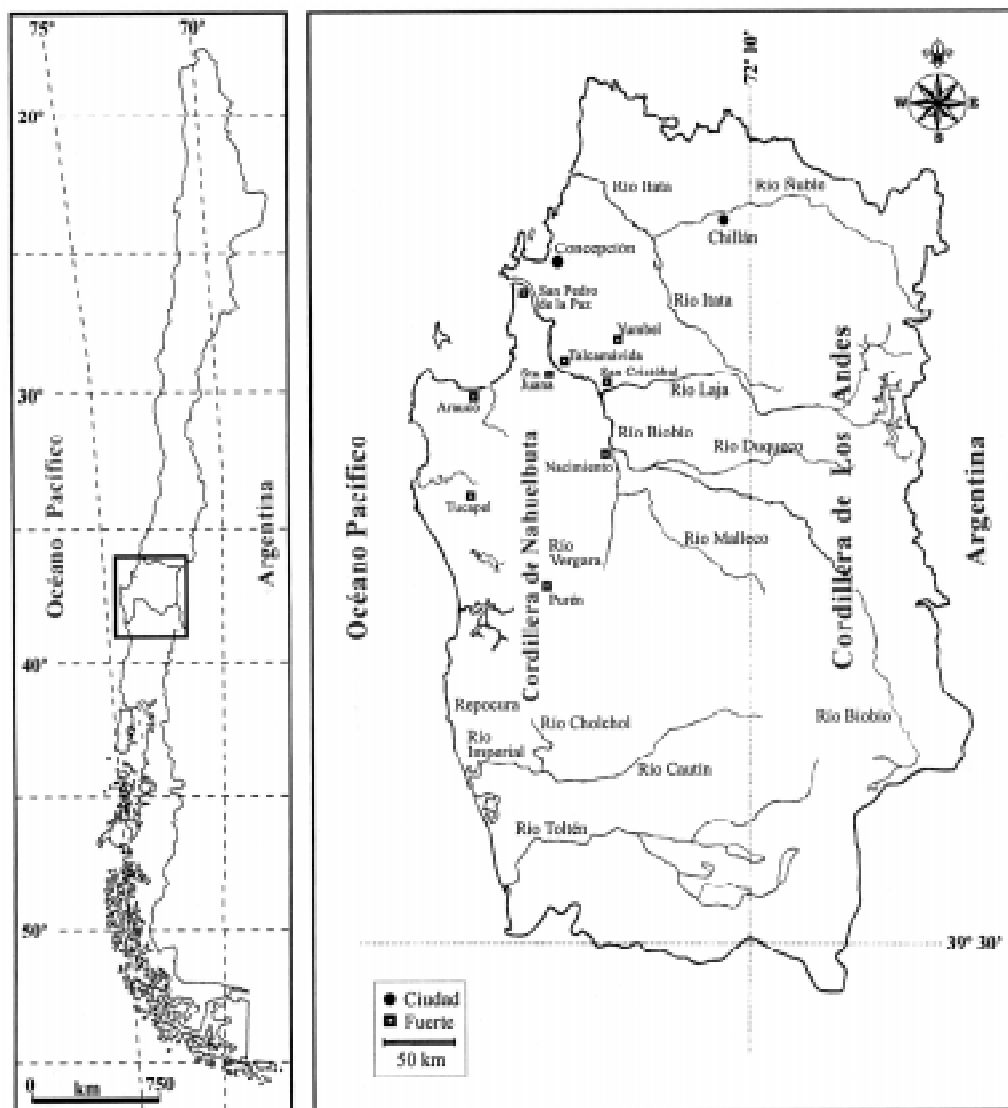 75°
70°
20°
30°
40°
50°
Océano Pacífico
Argentina
0
km
750
72° 10'
N
W
E
S
Río Itata
Río Ñuble
Chillán
Concepción
San Pedro
de la Paz
Río Itata
Yumbel
Talcamávida
San Cristóbal
Sta
Juana
Río Laja
Arauco
Río Biobío
Río Duqueco
Nacimiento
Tucapel
Río
Vergara
Río Malleco
Purén
Océano Pacífico
Cordillera de Nahuelbuta
Cordillera de Los Andes
Argentina
Repocura
Río Cholchol
Río Biobío
Río
Imperial
Río Cautín
Río Toltén
39° 30'
Ciudad
Fuerte
50 km